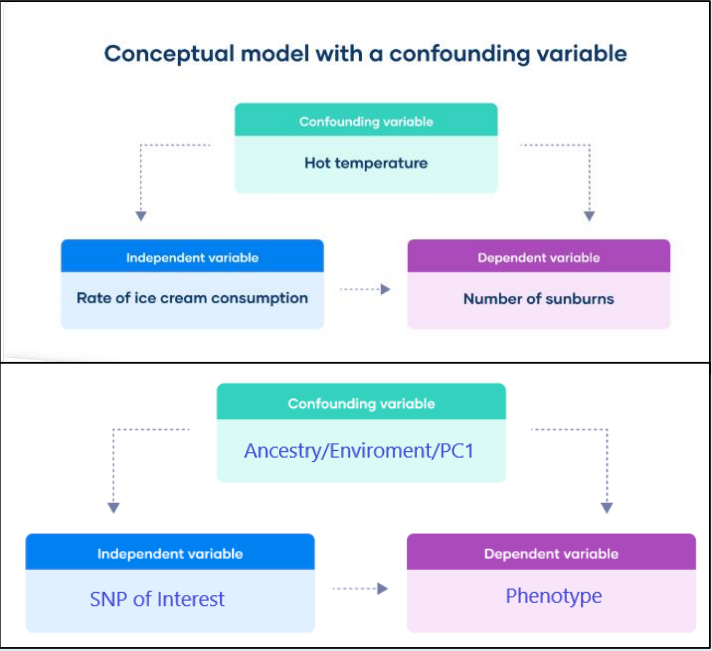 Conceptual model with a confounding variable
Confounding variable
Hot temperature
Independent variable
Rate of ice cream consumption
Dependent variable
Number of sunburns
Confounding variable
Ancestry/Enviroment/PC1
Independent variable
SNP of Interest
Dependent variable
Phenotype